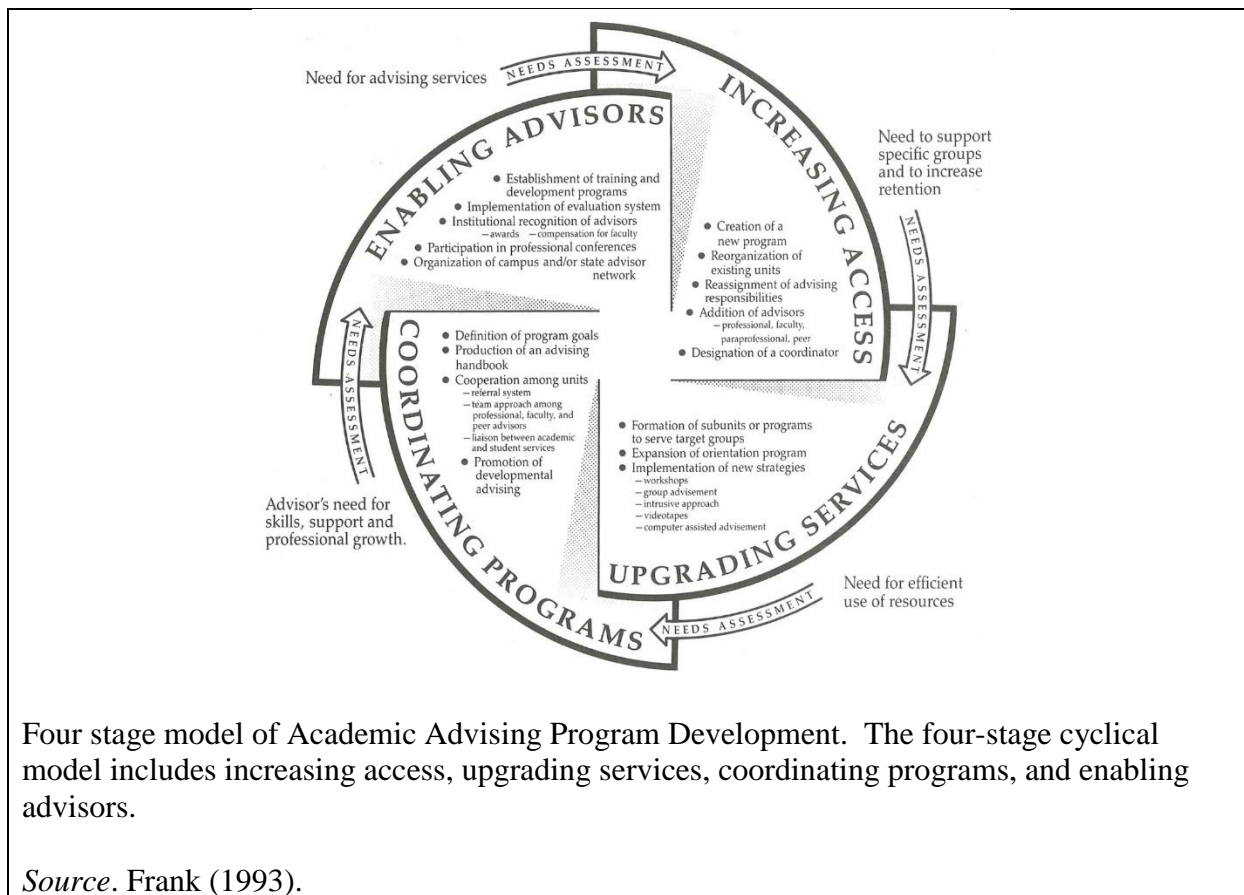 Need for advising services
NEEDS ASSESSMENT
INCREASING ACCESS
● Creation of a
new program
● Reorganization of
existing units
● Reassignment of advising
responsibilities
● Addition of advisors
— professional, faculty,
paraprofessional, peer
● Designation of a coordinator
Need to support
specific groups
and to increase
retention
NEEDS ASSESSMENT
UPGRADING SERVICES
● Formation of subunits or programs
to serve target groups
● Expansion of orientation program
● Implementation of new strategies
— workshops
— group advisement
— intrusive approach
— videotapes
— computer assisted advisement
Need for efficient
use of resources
NEEDS ASSESSMENT
COORDINATING PROGRAMS
● Definition of program goals
● Production of an advising
handbook
● Cooperation among units
— referral system
— team approach among
professional, faculty, and
peer advisors
— liaison between academic
and student services
● Promotion of
developmental
advising
Advisor's need for
skills, support and
professional growth.
NEEDS ASSESSMENT
ENABLING ADVISORS
● Establishment of training and
development programs
● Implementation of evaluation system
● Institutional recognition of advisors
— awards — compensation for faculty
● Participation in professional conferences
● Organization of campus and/or state advisor
network
Four stage model of Academic Advising Program Development. The four-stage cyclical
model includes increasing access, upgrading services, coordinating programs, and enabling
advisors.
Source. Frank (1993).